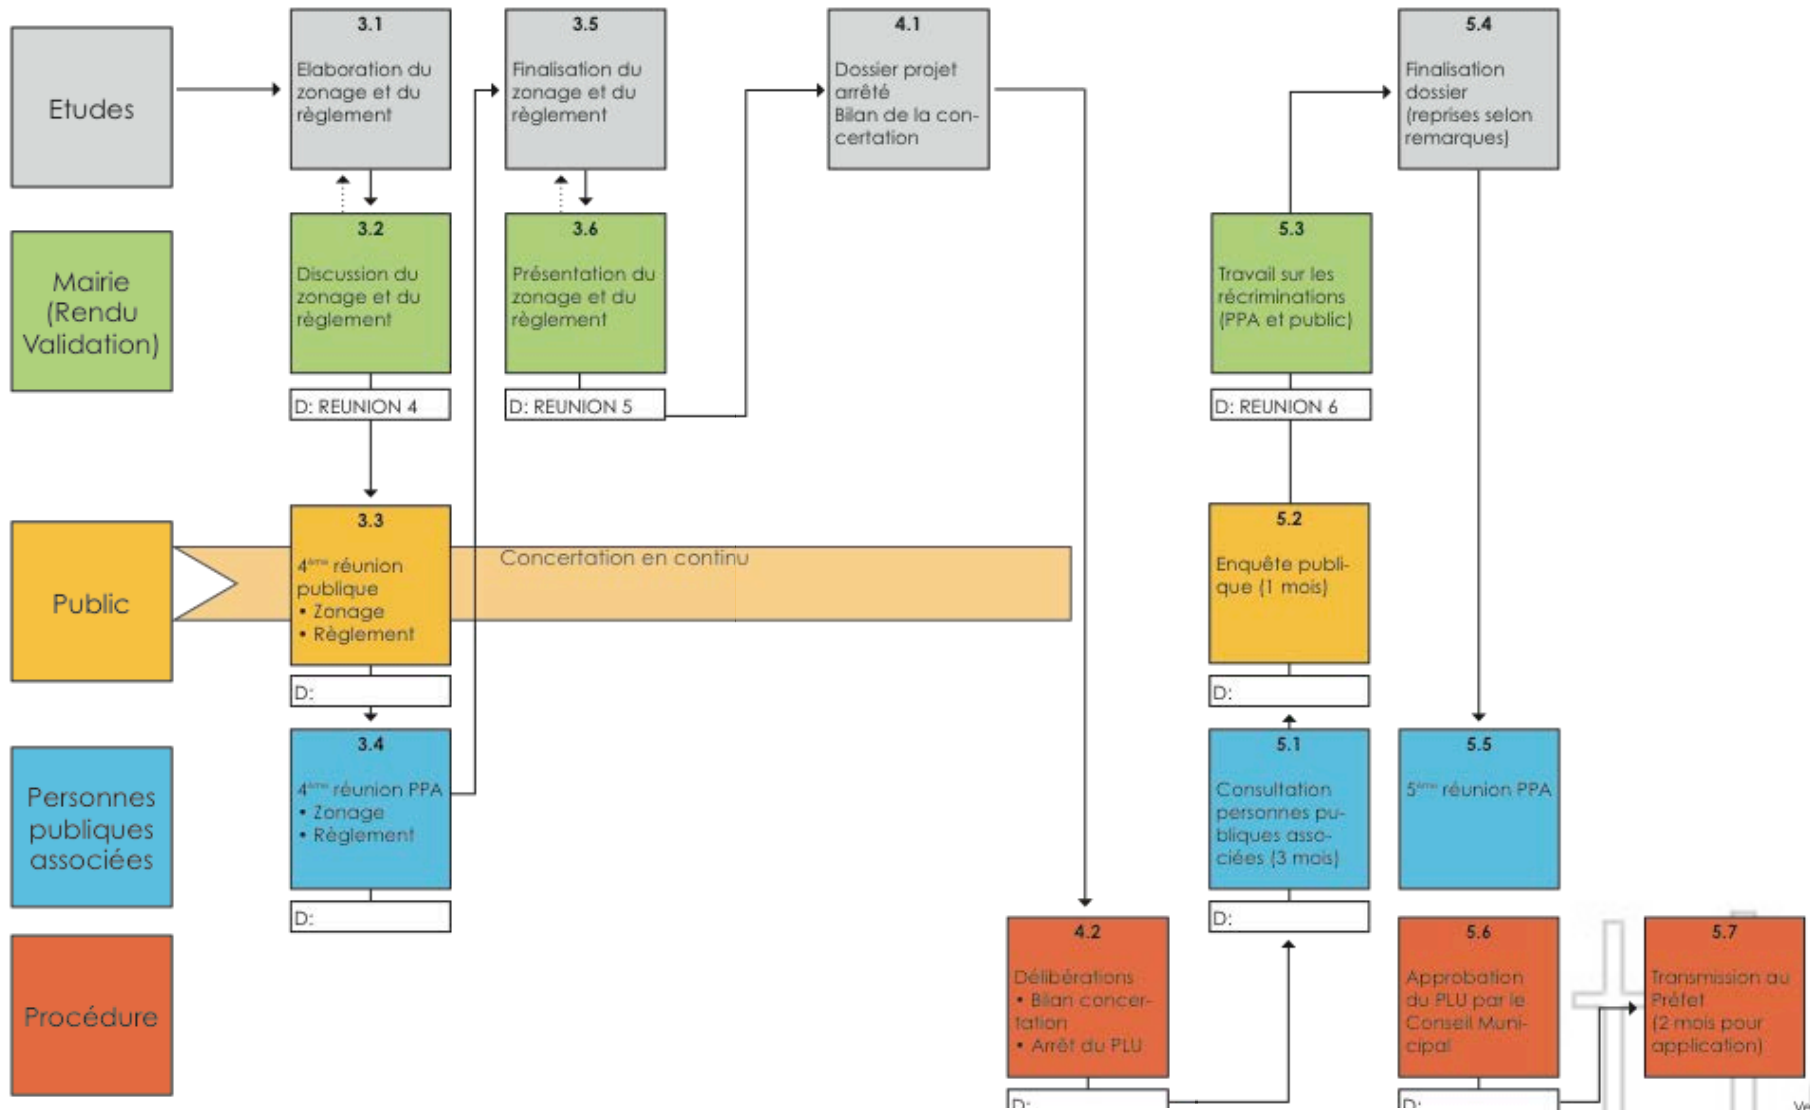 Etudes
3.1
Elaboration du
zonage et du
règlement
3.5
Finalisation du
zonage et du
règlement
4.1
Dossier projet
arrêté
Bilan de la con-
certation
5.4
Finalisation
dossier
(reprises selon
remarques)
Mairie
(Rendu
Validation)
3.2
Discussion du
zonage et du
règlement
D: REUNION 4
3.6
Présentation du
zonage et du
règlement
D: REUNION 5
5.3
Travail sur les
récriminations
(PPA et public)
D: REUNION 6
Public
3.3
4ème réunion
publique
• Zonage
• Règlement
D:
Concertation en continu
5.2
Enquête publi-
que (1 mois)
D:
Personnes
publiques
associées
3.4
4ème réunion PPA
• Zonage
• Règlement
D:
5.1
Consultation
personnes pu-
bliques asso-
ciées (3 mois)
D:
5.5
5ème réunion PPA
Procédure
4.2
Délibérations
• Bilan concer-
tation
• Arrêt du PLU
D:
5.6
Approbation
du PLU par le
Conseil Muni-
cipal
D:
5.7
Transmission au
Préfet
(2 mois pour
application)